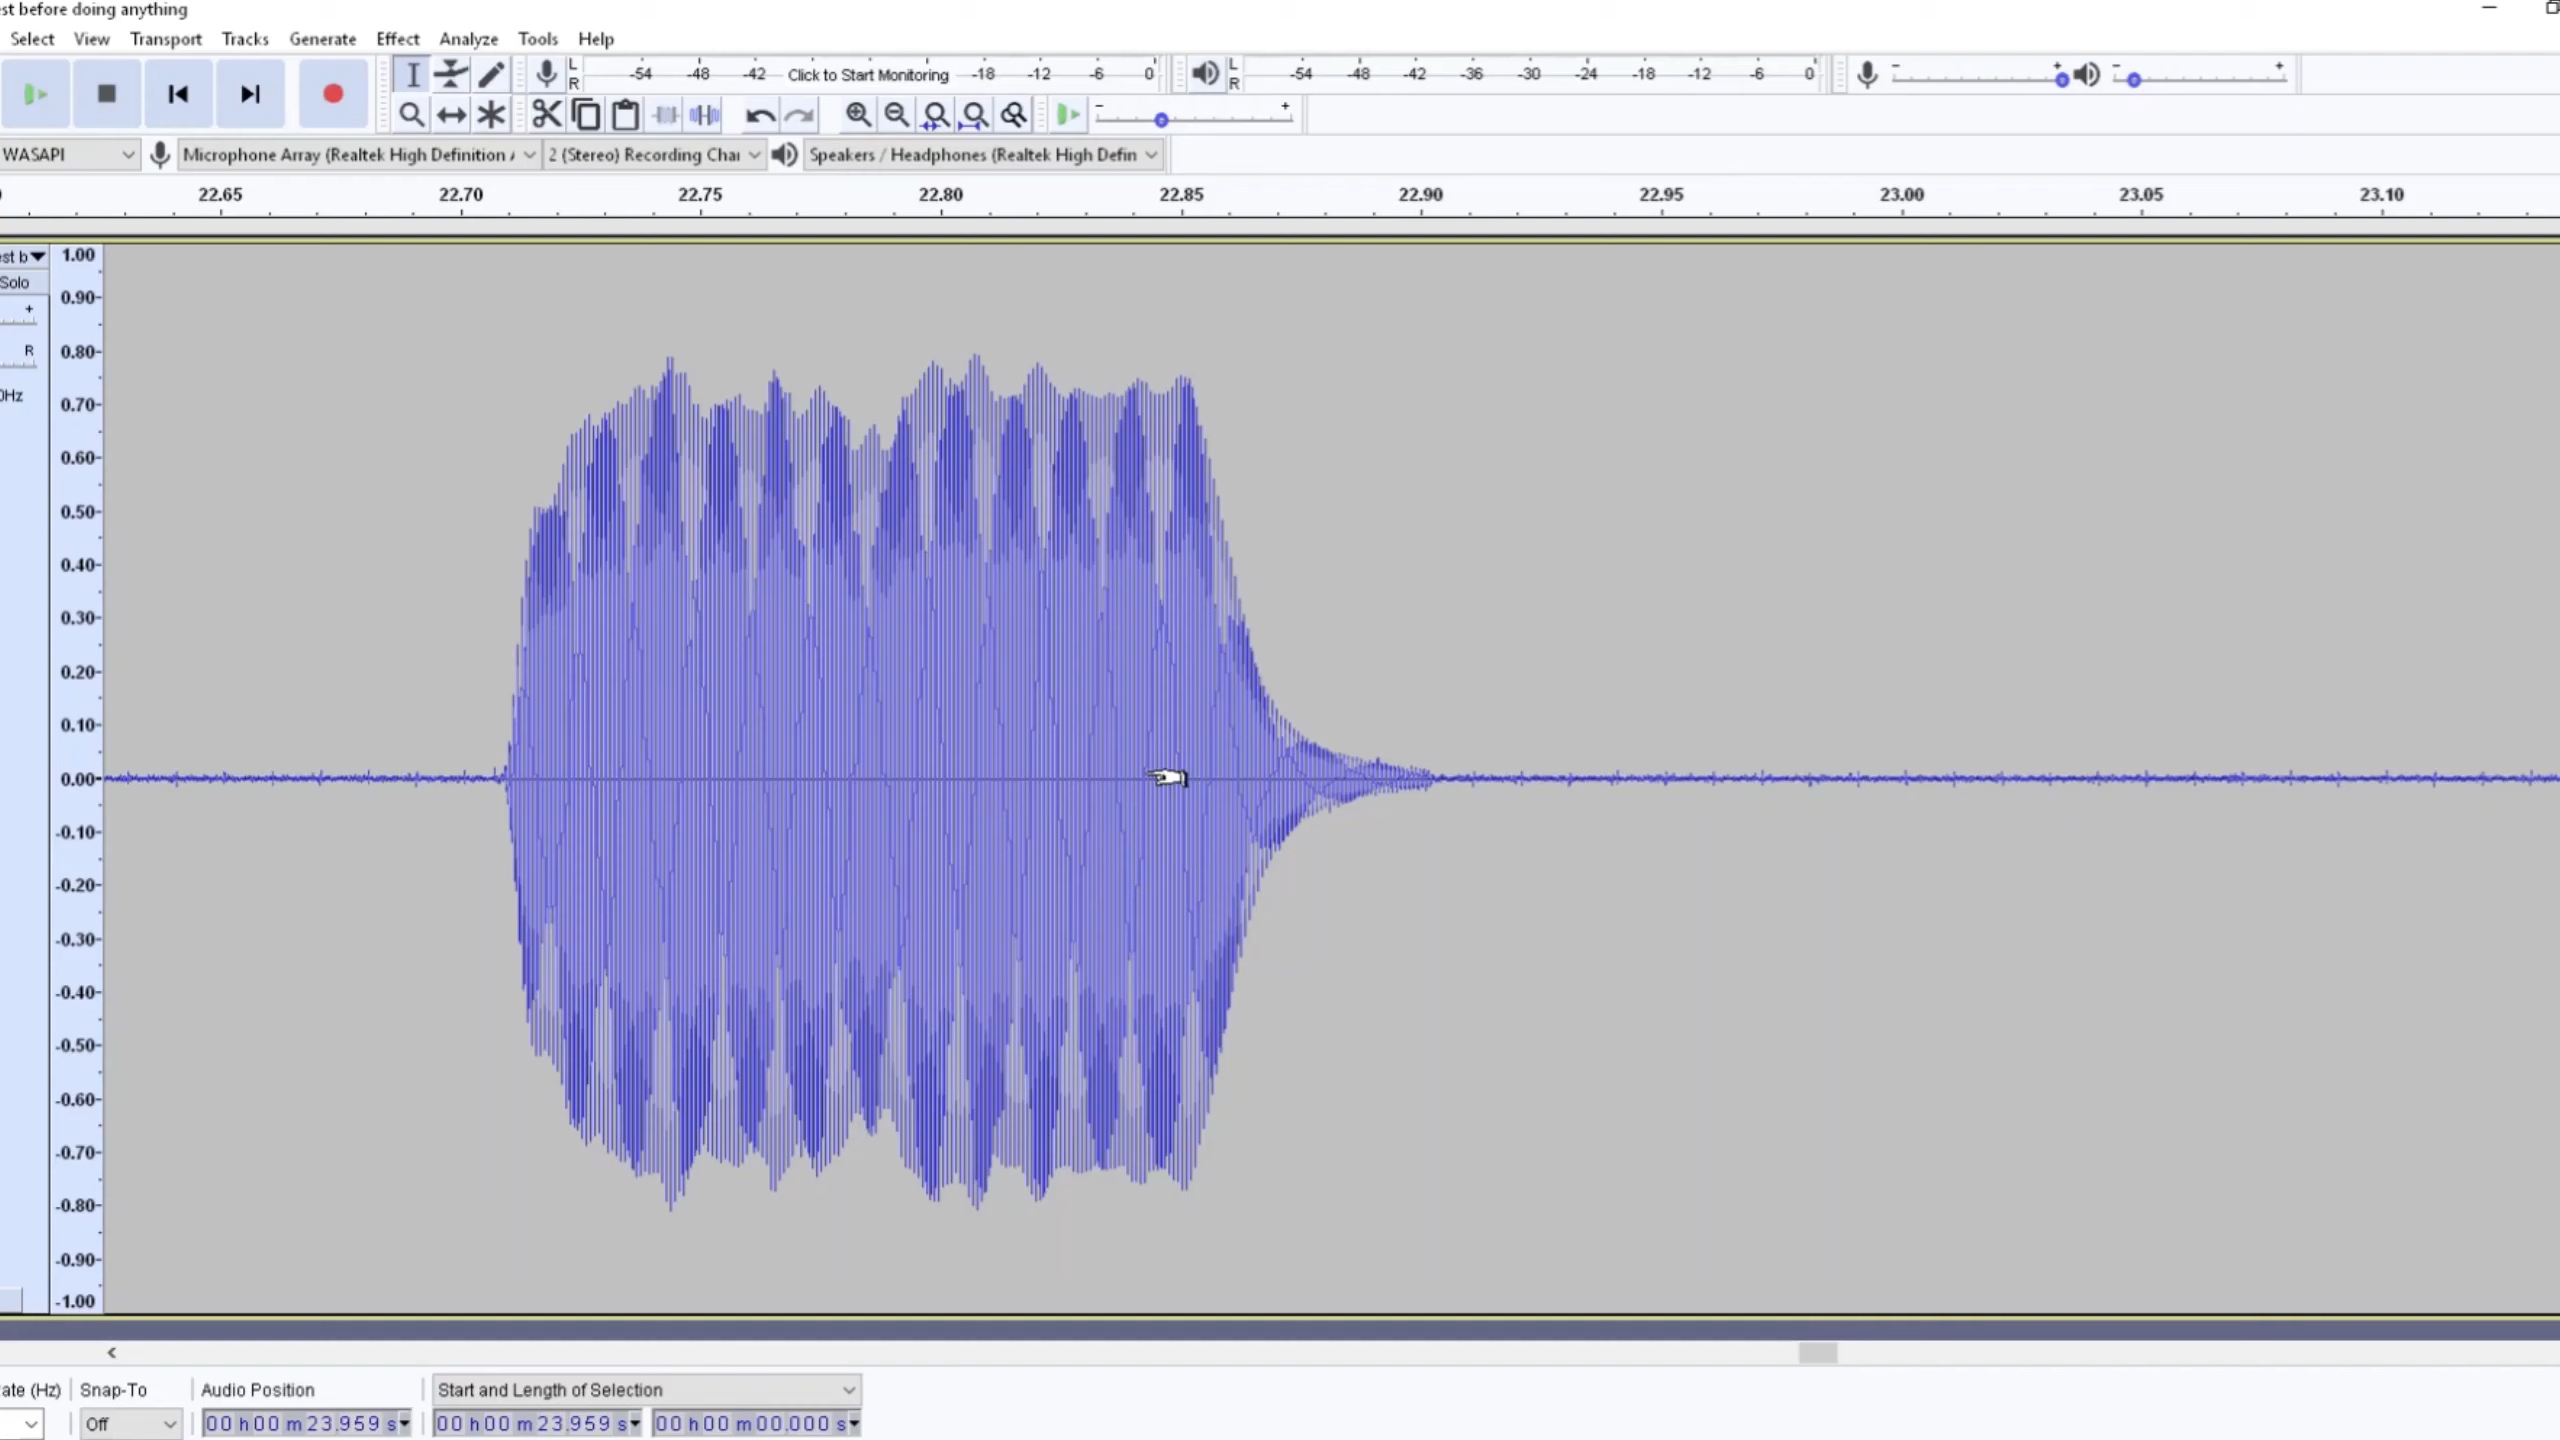 st before doing anything
Select View Transport Tracks Generate Effect Analyze Tools Help
L R -54 -48 -42 Click to Start Monitoring -18 -12 -6 0 L R -54 -48 -42 -36 -30 -24 -18 -12 -6 0 - + - +
- +
WASAPI Microphone Array (Realtek High Definition 2 (Stereo) Recording Chai Speakers / Headphones (Realtek High Defin
22.65 22.70 22.75 22.80 22.85 22.90 22.95 23.00 23.05 23.10
est b 1.00
Solo
0.90
+
R 0.80
0Hz 0.70
0.60
0.50
0.40
0.30
0.20
0.10
0.00
-0.10
-0.20
-0.30
-0.40
-0.50
-0.60
-0.70
-0.80
-0.90
-1.00
ate (Hz) Snap-To Audio Position Start and Length of Selection
Off 00 h 00 m 23.959 s 00 h 00 m 23.959 s 00 h 00 m 00.000 s